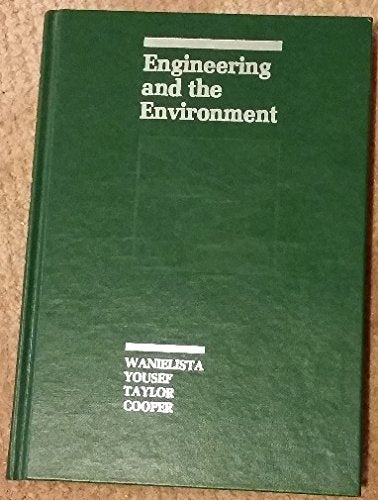 Engineering
and the
Environment
WANIELISTA
YOUSEF
TAYLOR
COOPER